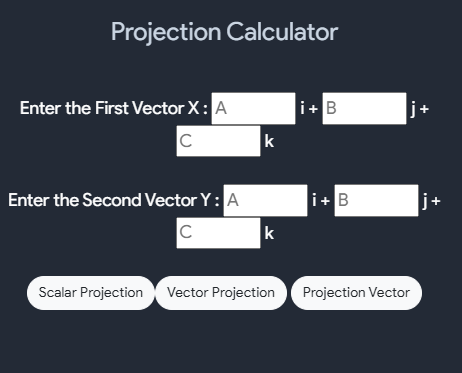 Projection Calculator
Enter the First Vector X : A i + B j +
C k
Enter the Second Vector Y : A i + B j +
C k
Scalar Projection Vector Projection Projection Vector